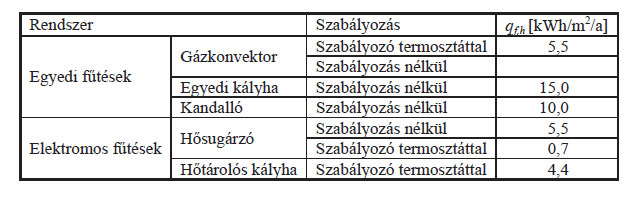 Rendszer Szabályozás q_f,h [kWh/m²/a]
Egyedi fűtések Gázkonvektor Szabályozó termosztáttal 5,5
Szabályozás nélkül
Egyedi kályha Szabályozás nélkül 15,0
Kandalló Szabályozás nélkül 10,0
Elektromos fűtések Hősugárzó Szabályozás nélkül 5,5
Szabályozó termosztáttal 0,7
Hőtárolós kályha Szabályozó termosztáttal 4,4